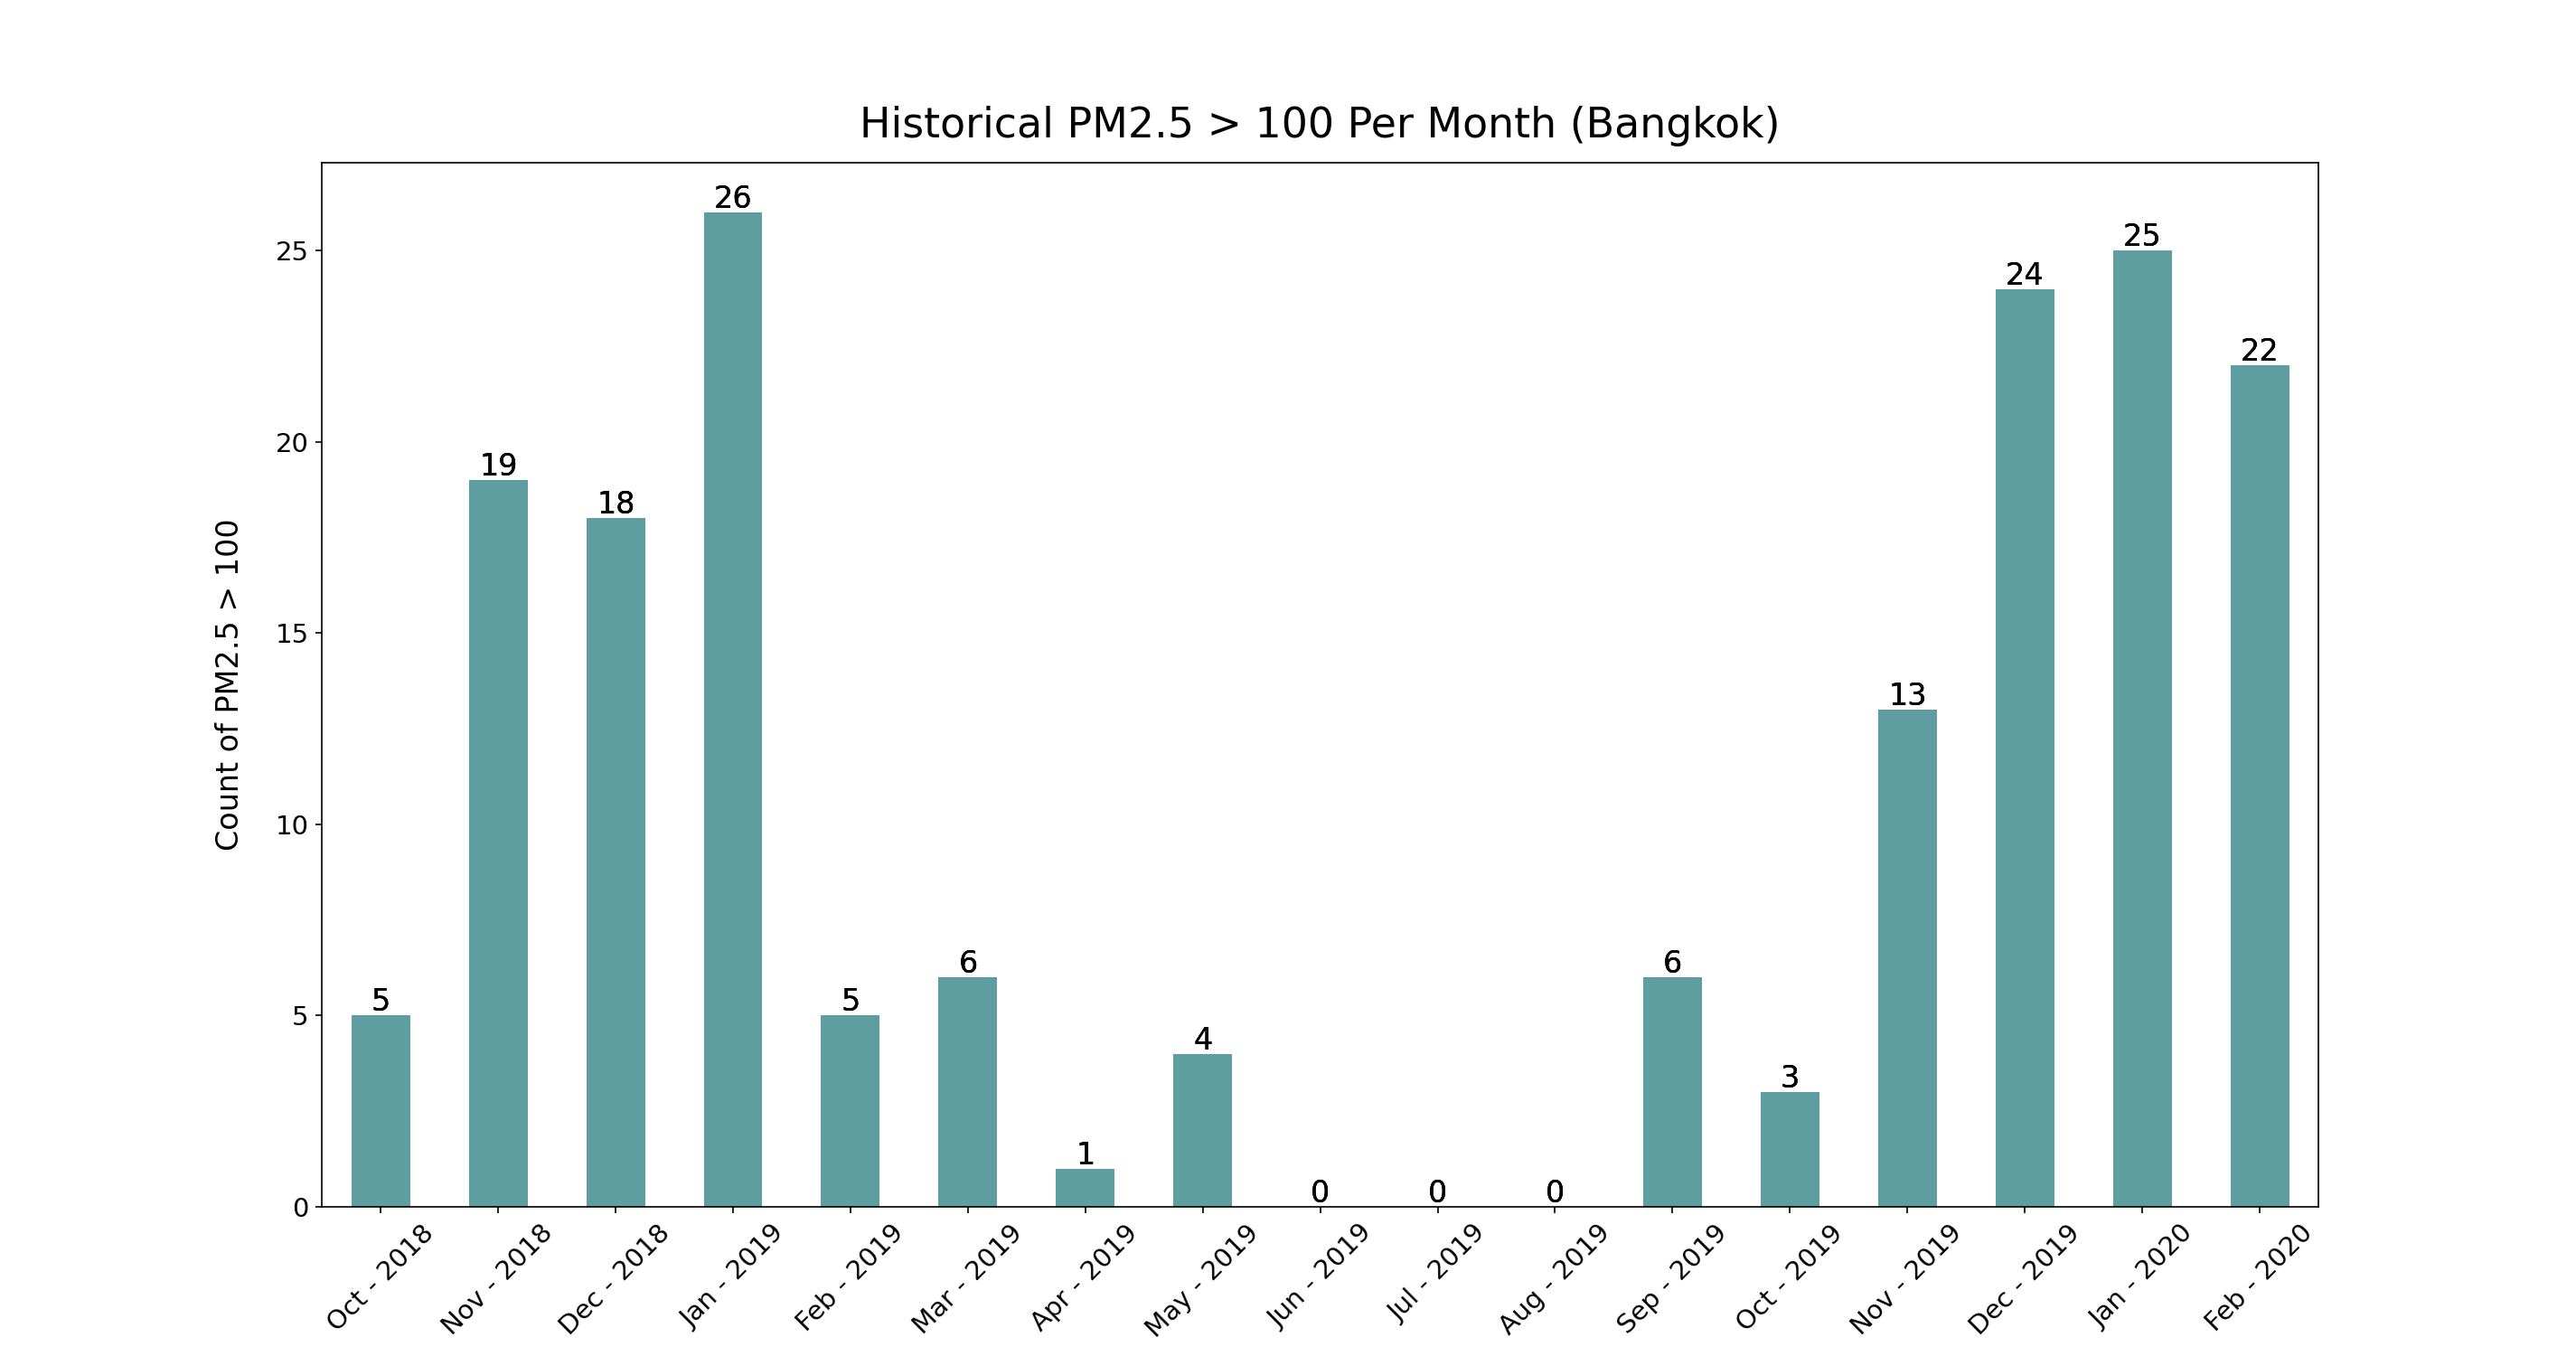 Historical PM2.5 > 100 Per Month (Bangkok)
Count of PM2.5 > 100
25
20
15
10
5
0
5
19
18
26
5
6
1
4
0
0
0
6
3
13
24
25
22
Oct - 2018
Nov - 2018
Dec - 2018
Jan - 2019
Feb - 2019
Mar - 2019
Apr - 2019
May - 2019
Jun - 2019
Jul - 2019
Aug - 2019
Sep - 2019
Oct - 2019
Nov - 2019
Dec - 2019
Jan - 2020
Feb - 2020